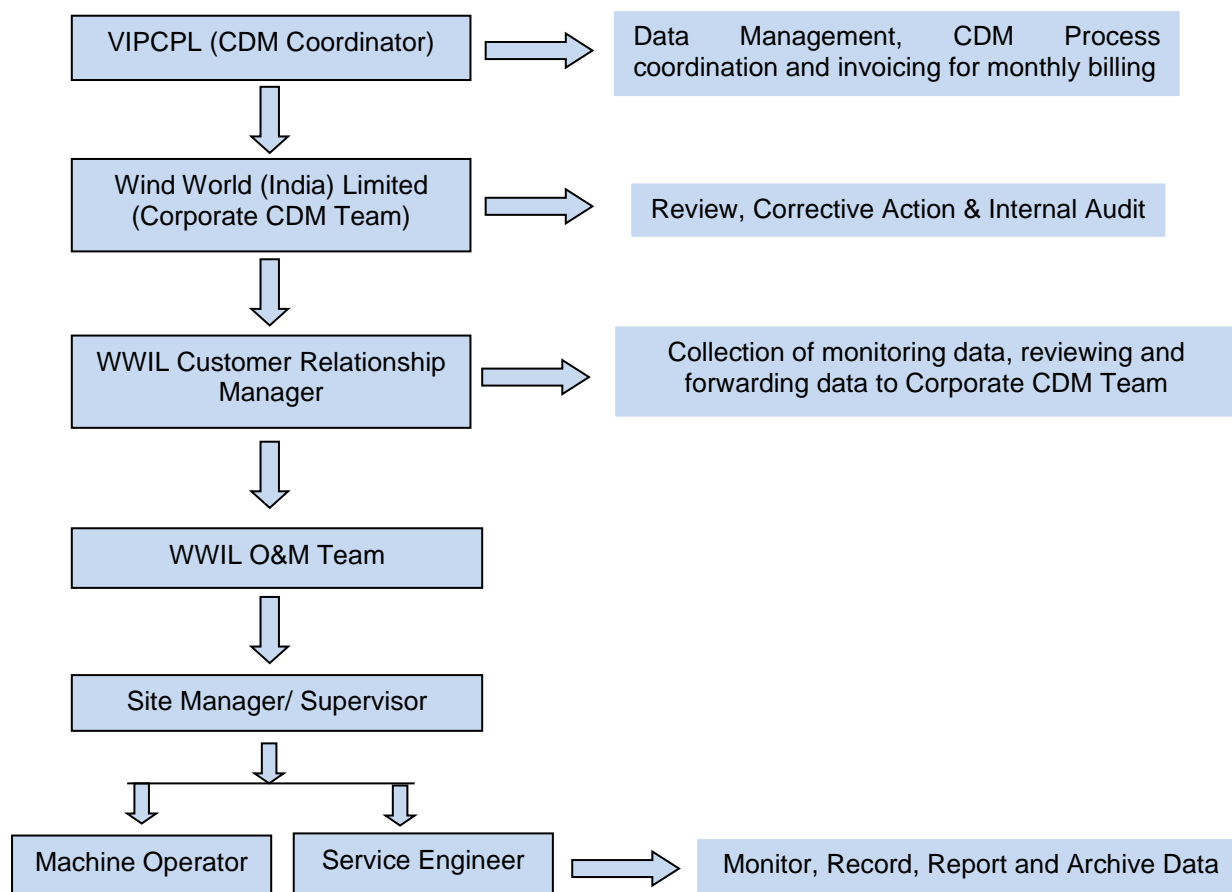 VIPCPL (CDM Coordinator)
Data Management, CDM Process
coordination and invoicing for monthly billing
Wind World (India) Limited
(Corporate CDM Team)
Review, Corrective Action & Internal Audit
WWIL Customer Relationship
Manager
Collection of monitoring data, reviewing and
forwarding data to Corporate CDM Team
WWIL O&M Team
Site Manager/ Supervisor
Machine Operator
Service Engineer
Monitor, Record, Report and Archive Data